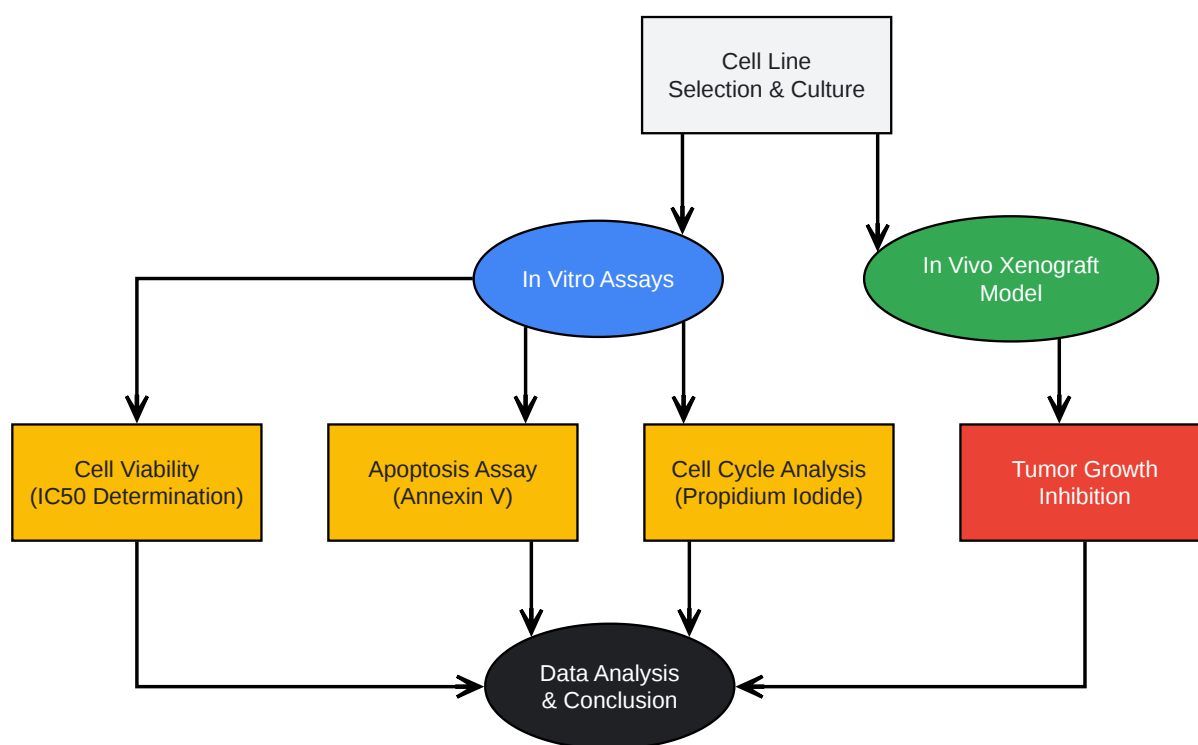 Cell Line
Selection & Culture
In Vitro Assays
In Vivo Xenograft
Model
Cell Viability
(IC50 Determination)
Apoptosis Assay
(Annexin V)
Cell Cycle Analysis
(Propidium Iodide)
Tumor Growth
Inhibition
Data Analysis
& Conclusion